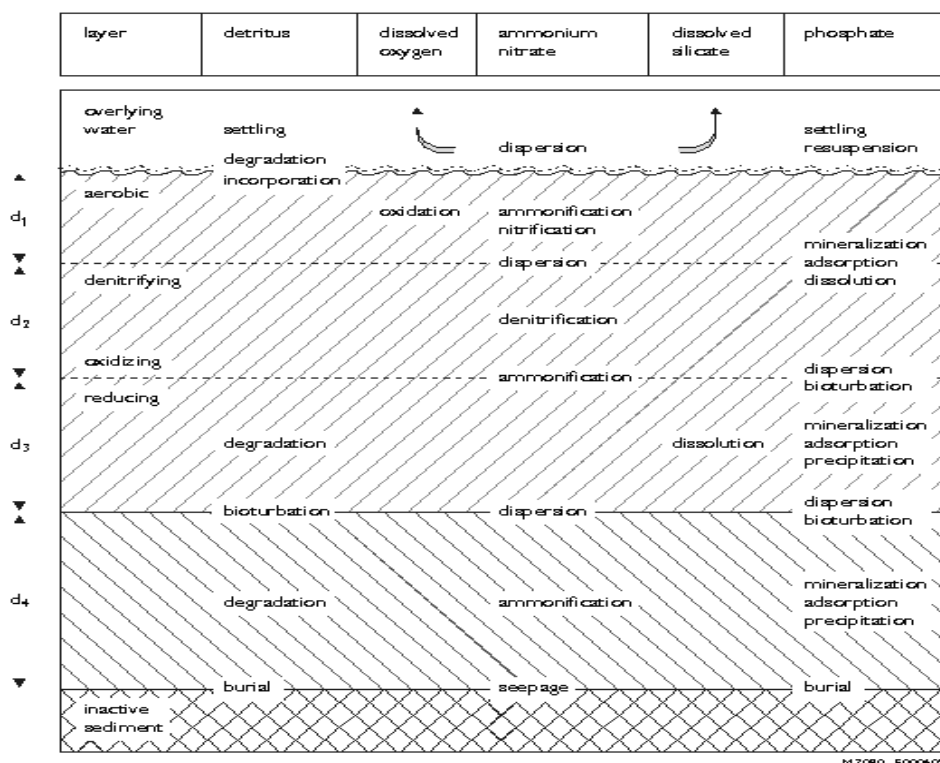 layer
detritus
dissolved
oxygen
ammonium
nitrate
dissolved
silicate
phosphate
overlying
water
settling
dispersion
settling
resuspension
degradation
incorporation
aerobic
d1
oxidation
ammonification
nitrification
mineralization
adsorption
dissolution
dispersion
denitrifying
d2
denitrification
oxidizing
ammonification
dispersion
bioturbation
reducing
d3
degradation
dissolution
mineralization
adsorption
precipitation
bioturbation
dispersion
dispersion
bioturbation
d4
degradation
ammonification
mineralization
adsorption
precipitation
burial
seepage
burial
inactive
sediment